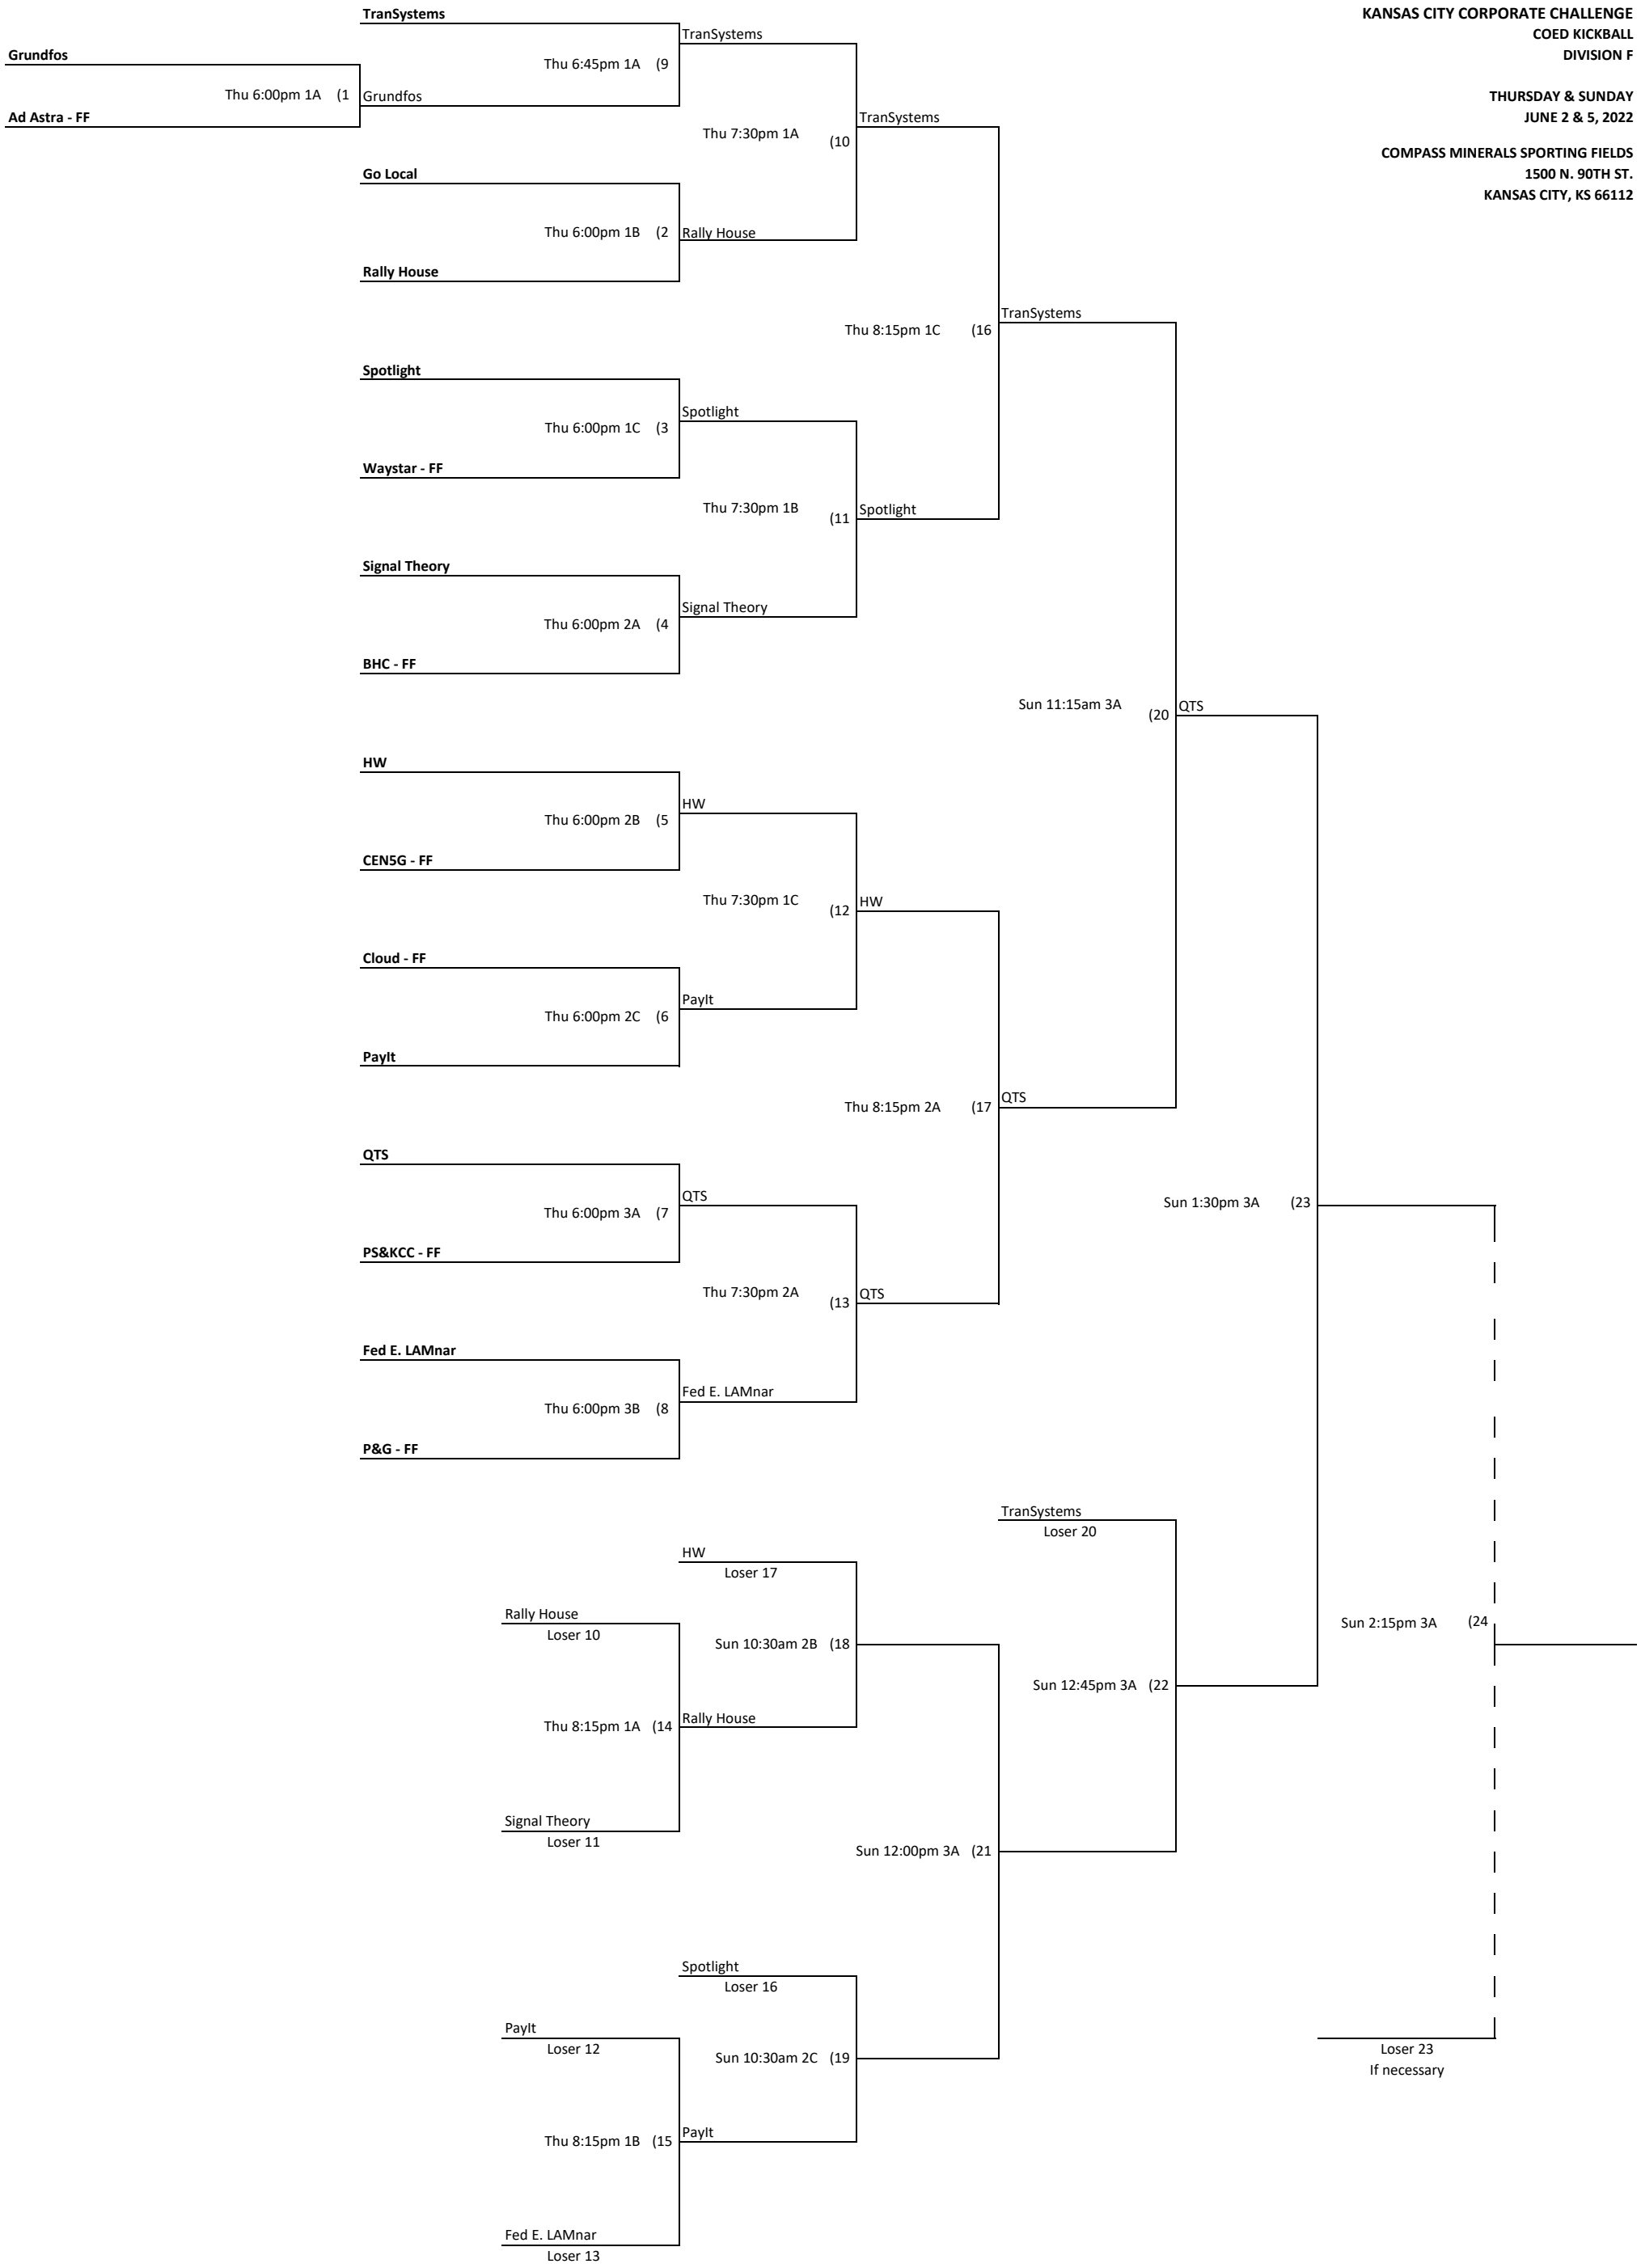 TranSystems
KANSAS CITY CORPORATE CHALLENGE
COED KICKBALL
DIVISION F
THURSDAY & SUNDAY
JUNE 2 & 5, 2022
COMPASS MINERALS SPORTING FIELDS
1500 N. 90TH ST.
KANSAS CITY, KS 66112
TranSystems
Grundfos
Thu 6:45pm 1A (9
Thu 6:00pm 1A (1
Grundfos
Ad Astra - FF
TranSystems
Thu 7:30pm 1A (10
Go Local
Thu 6:00pm 1B (2
Rally House
Rally House
TranSystems
Thu 8:15pm 1C (16
Spotlight
Spotlight
Thu 6:00pm 1C (3
Waystar - FF
Thu 7:30pm 1B (11
Spotlight
Signal Theory
Signal Theory
Thu 6:00pm 2A (4
BHC - FF
Sun 11:15am 3A (20
QTS
HW
HW
Thu 6:00pm 2B (5
CEN5G - FF
Thu 7:30pm 1C (12
HW
Cloud - FF
PayIt
Thu 6:00pm 2C (6
PayIt
QTS
Thu 8:15pm 2A (17
QTS
QTS
Thu 6:00pm 3A (7
Sun 1:30pm 3A (23
PS&KCC - FF
Thu 7:30pm 2A (13
QTS
Fed E. LAMnar
Fed E. LAMnar
Thu 6:00pm 3B (8
P&G - FF
TranSystems
Loser 20
HW
Loser 17
Rally House
Loser 10
Sun 2:15pm 3A (24
Sun 10:30am 2B (18
Sun 12:45pm 3A (22
Rally House
Thu 8:15pm 1A (14
Signal Theory
Loser 11
Sun 12:00pm 3A (21
Spotlight
Loser 16
PayIt
Loser 12
Sun 10:30am 2C (19
Loser 23
If necessary
PayIt
Thu 8:15pm 1B (15
Fed E. LAMnar
Loser 13